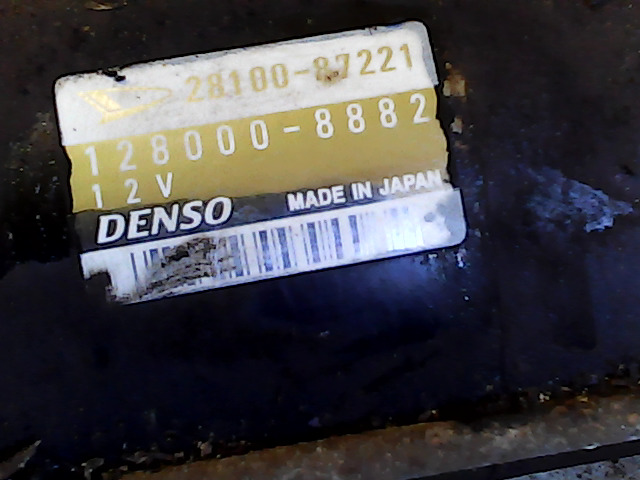 28100-87221
128000-8882
12V
DENSO MADE IN JAPAN